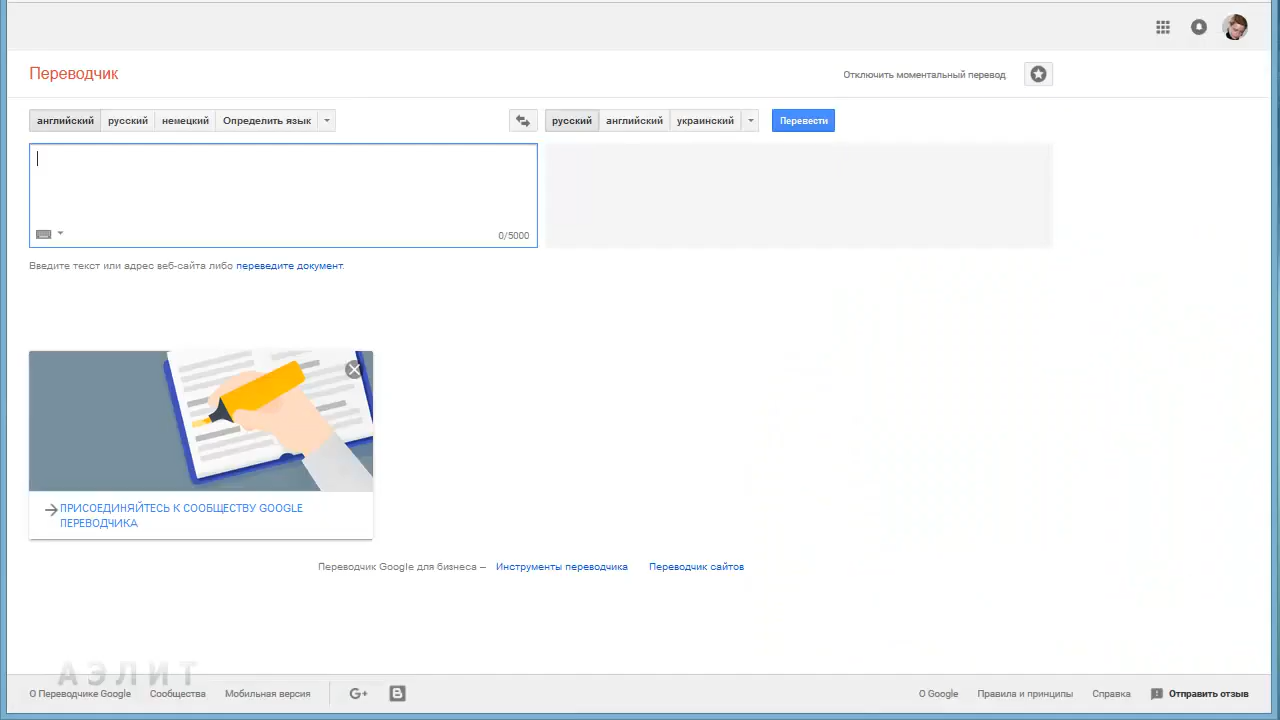 Переводчик
Отключить моментальный перевод
английский русский немецкий Определить язык
русский английский украинский
Перевести
0/5000
Введите текст или адрес веб-сайта либо переведите документ.
ПРИСОЕДИНЯЙТЕСЬ К СООБЩЕСТВУ GOOGLE
ПЕРЕВОДЧИКА
Переводчик Google для бизнеса – Инструменты переводчика Переводчик сайтов
АЭЛИТ
О Переводчике Google Сообщества Мобильная версия G+ B О Google Правила и принципы Справка Отправить отзыв